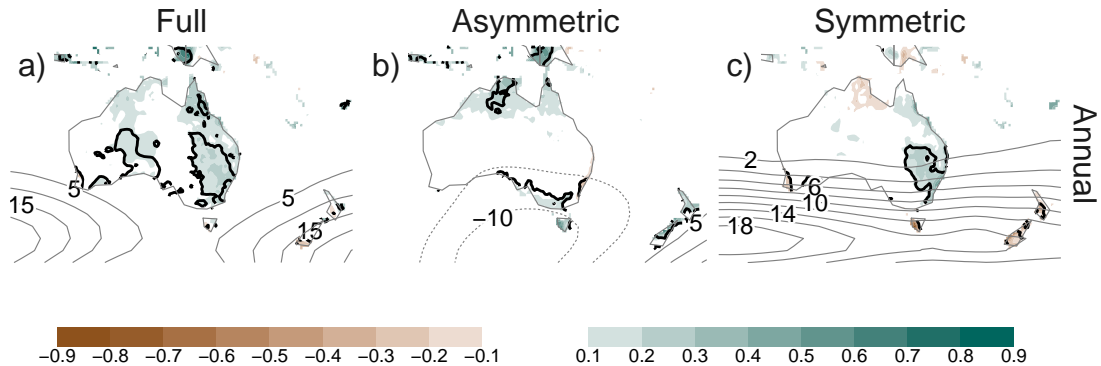 Full Asymmetric Symmetric
a) b) c)
Annual
5 15 5 15
−10 5
2 6 10 14 18
−0.9 −0.8 −0.7 −0.6 −0.5 −0.4 −0.3 −0.2 −0.1
0.1 0.2 0.3 0.4 0.5 0.6 0.7 0.8 0.9